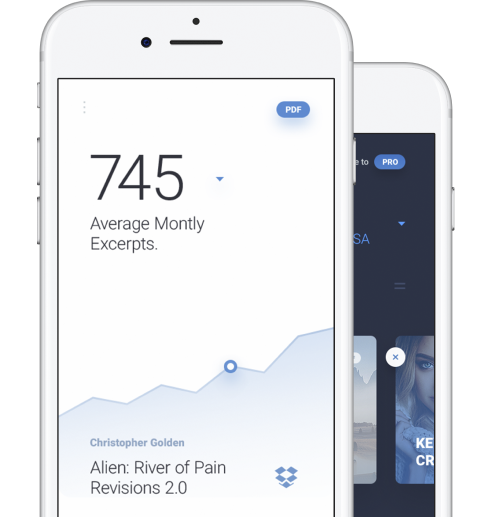 PDF
745
Average Montly
Excerpts.
Christopher Golden
Alien: River of Pain
Revisions 2.0
e to PRO
SA
KE
CR